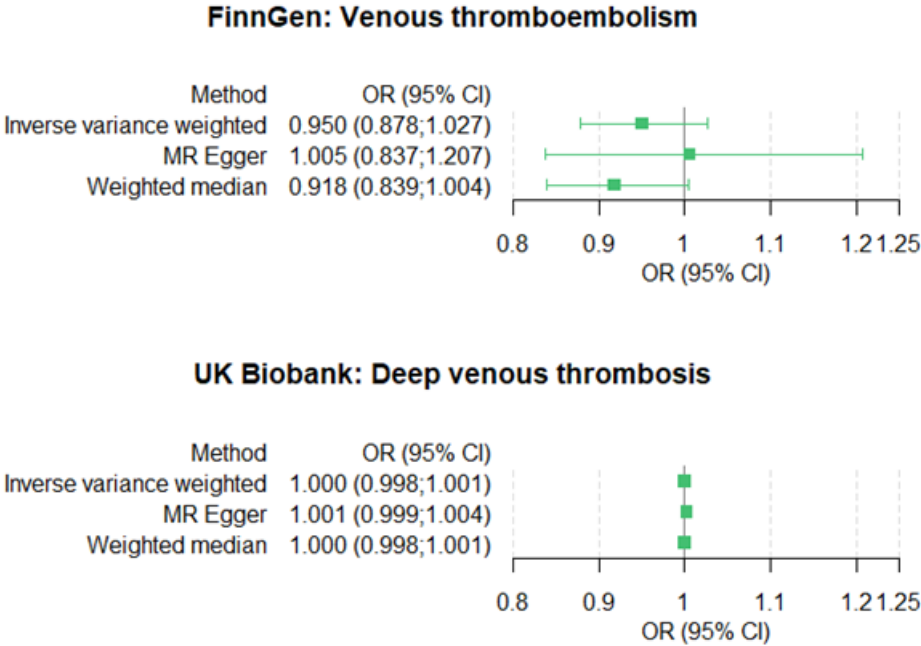 FinnGen: Venous thromboembolism
Method OR (95% CI)
Inverse variance weighted 0.950 (0.878;1.027)
MR Egger 1.005 (0.837;1.207)
Weighted median 0.918 (0.839;1.004)
0.8 0.9 1 1.1 1.2 1.25
OR (95% CI)
UK Biobank: Deep venous thrombosis
Method OR (95% CI)
Inverse variance weighted 1.000 (0.998;1.001)
MR Egger 1.001 (0.999;1.004)
Weighted median 1.000 (0.998;1.001)
0.8 0.9 1 1.1 1.2 1.25
OR (95% CI)